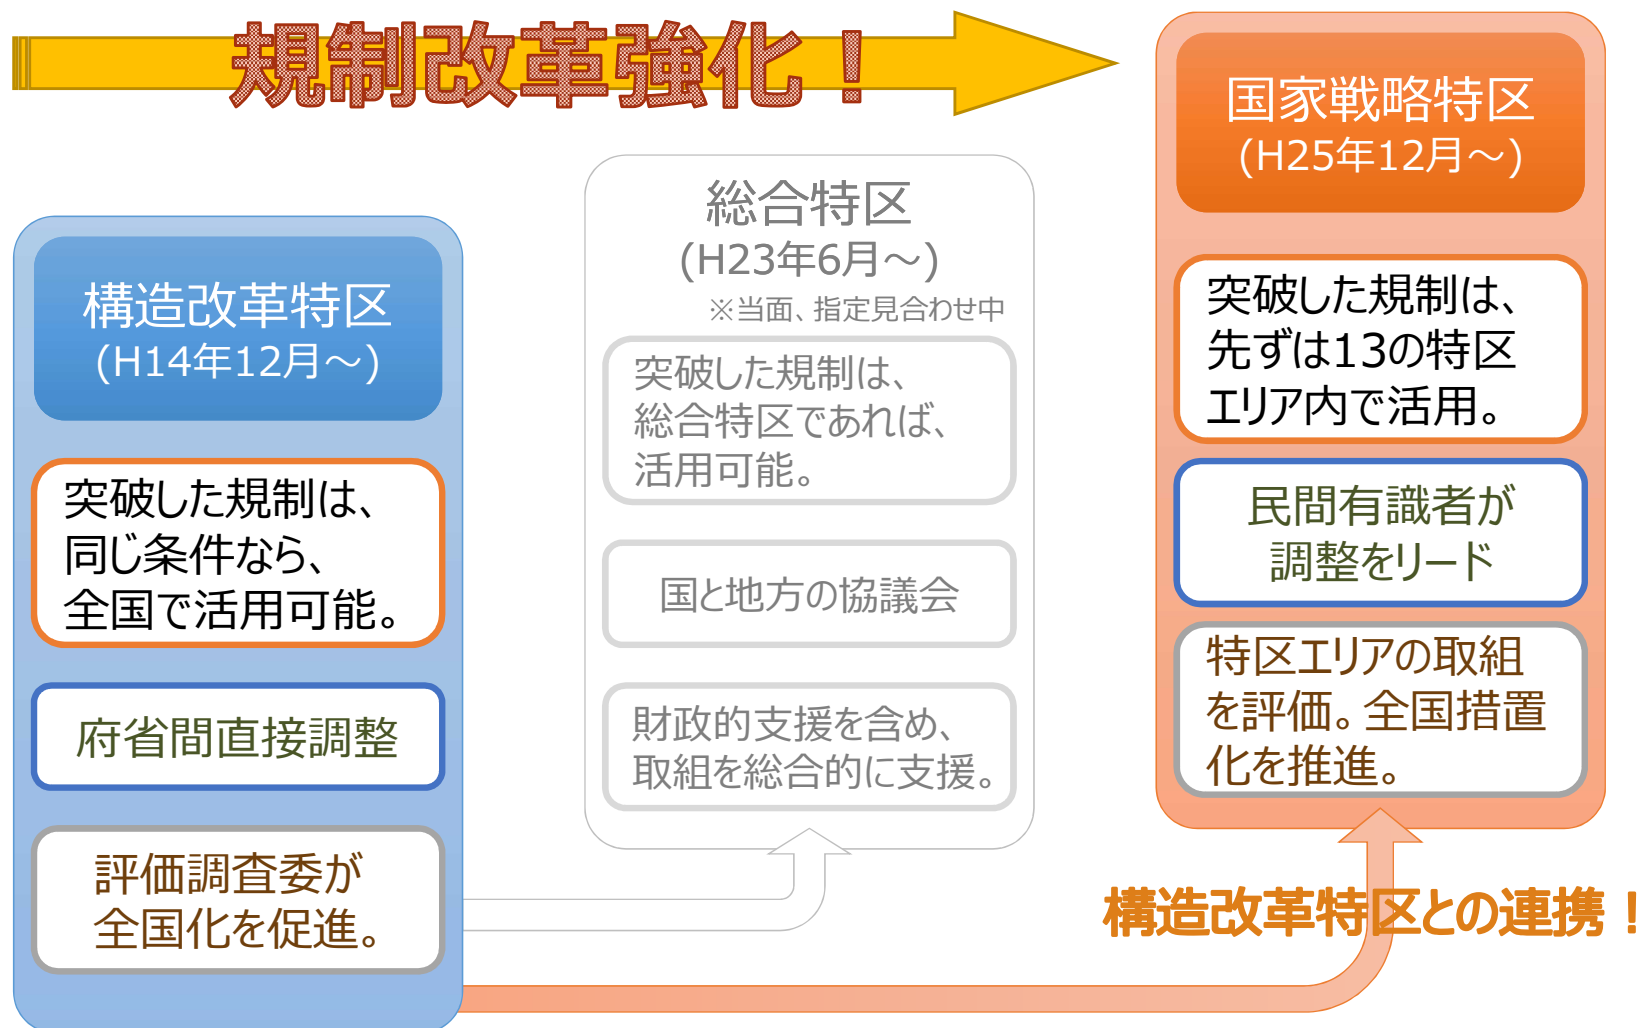 規制改革強化！
構造改革特区
(H14年12月～)
突破した規制は、
同じ条件なら、
全国で活用可能。
府省間直接調整
評価調査委が
全国化を促進。
総合特区
(H23年6月～)
※当面、指定見合わせ中
突破した規制は、
総合特区であれば、
活用可能。
国と地方の協議会
財政的支援を含め、
取組を総合的に支援。
国家戦略特区
(H25年12月～)
突破した規制は、
先ずは13の特区
エリア内で活用。
民間有識者が
調整をリード
特区エリアの取組
を評価。全国措置
化を推進。
構造改革特区との連携！